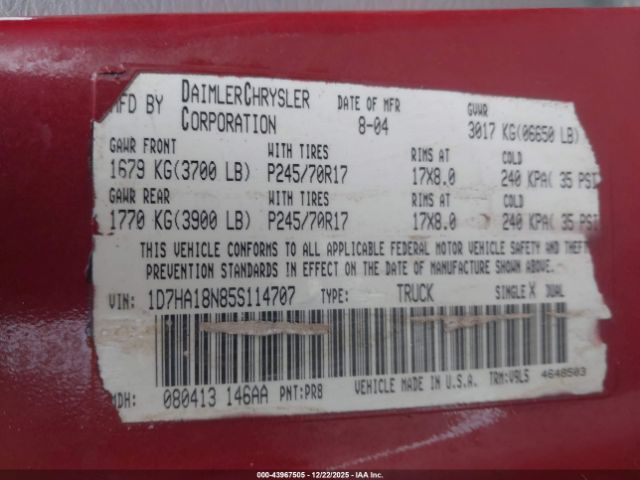 MFD BY DAIMLERCHRYSLER CORPORATION DATE OF MFR 8-04 GVWR 3017 KG(06650 LB)
GAWR FRONT WITH TIRES RIMS AT COLD
1679 KG(3700 LB) P245/70R17 17X8.0 240 KPA( 35 PSI
GAWR REAR WITH TIRES RIMS AT COLD
1770 KG(3900 LB) P245/70R17 17X8.0 240 KPA( 35 PSI
THIS VEHICLE CONFORMS TO ALL APPLICABLE FEDERAL MOTOR VEHICLE SAFETY AND THEFT
PREVENTION STANDARDS IN EFFECT ON THE DATE OF MANUFACTURE SHOWN ABOVE.
VIN: 1D7HA18N85S114707 TYPE: TRUCK SINGLE X DUAL
MDH: 080413 146AA PNT:PR8 VEHICLE MADE IN U.S.A. TRM:V9L5 4648503
000-43967505 - 12/22/2025 - IAAI.com